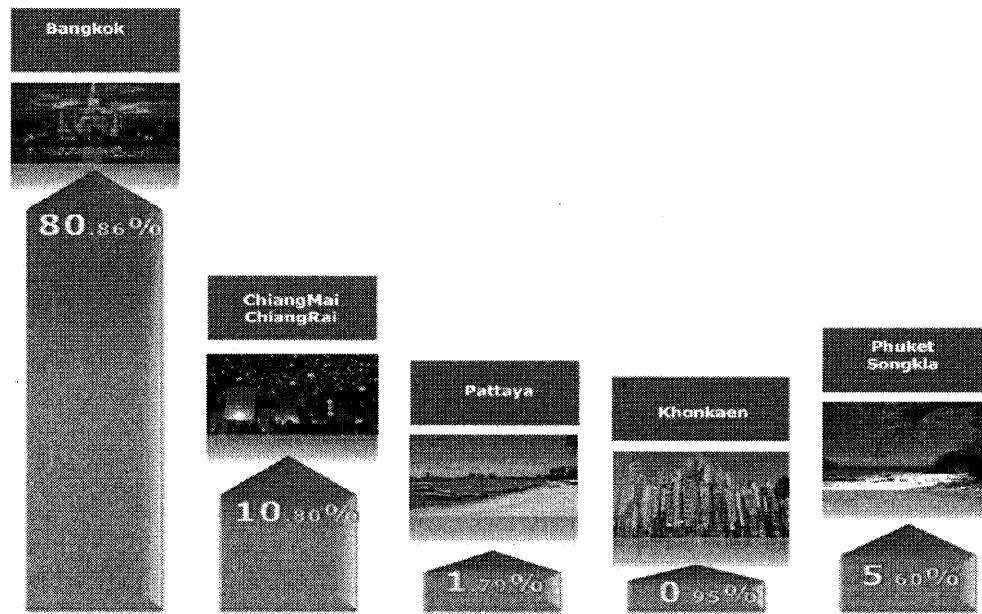 Bangkok
80.86%
ChiangMai
ChiangRai
10.80%
Pattaya
1.79%
Khonkaen
0.95%
Phuket
Songkla
5.60%